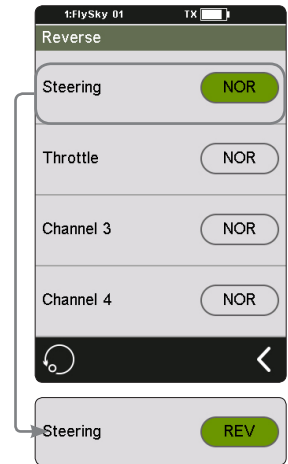 1:FlySky 01 TX
Reverse
Steering NOR
Throttle NOR
Channel 3 NOR
Channel 4 NOR
Steering REV